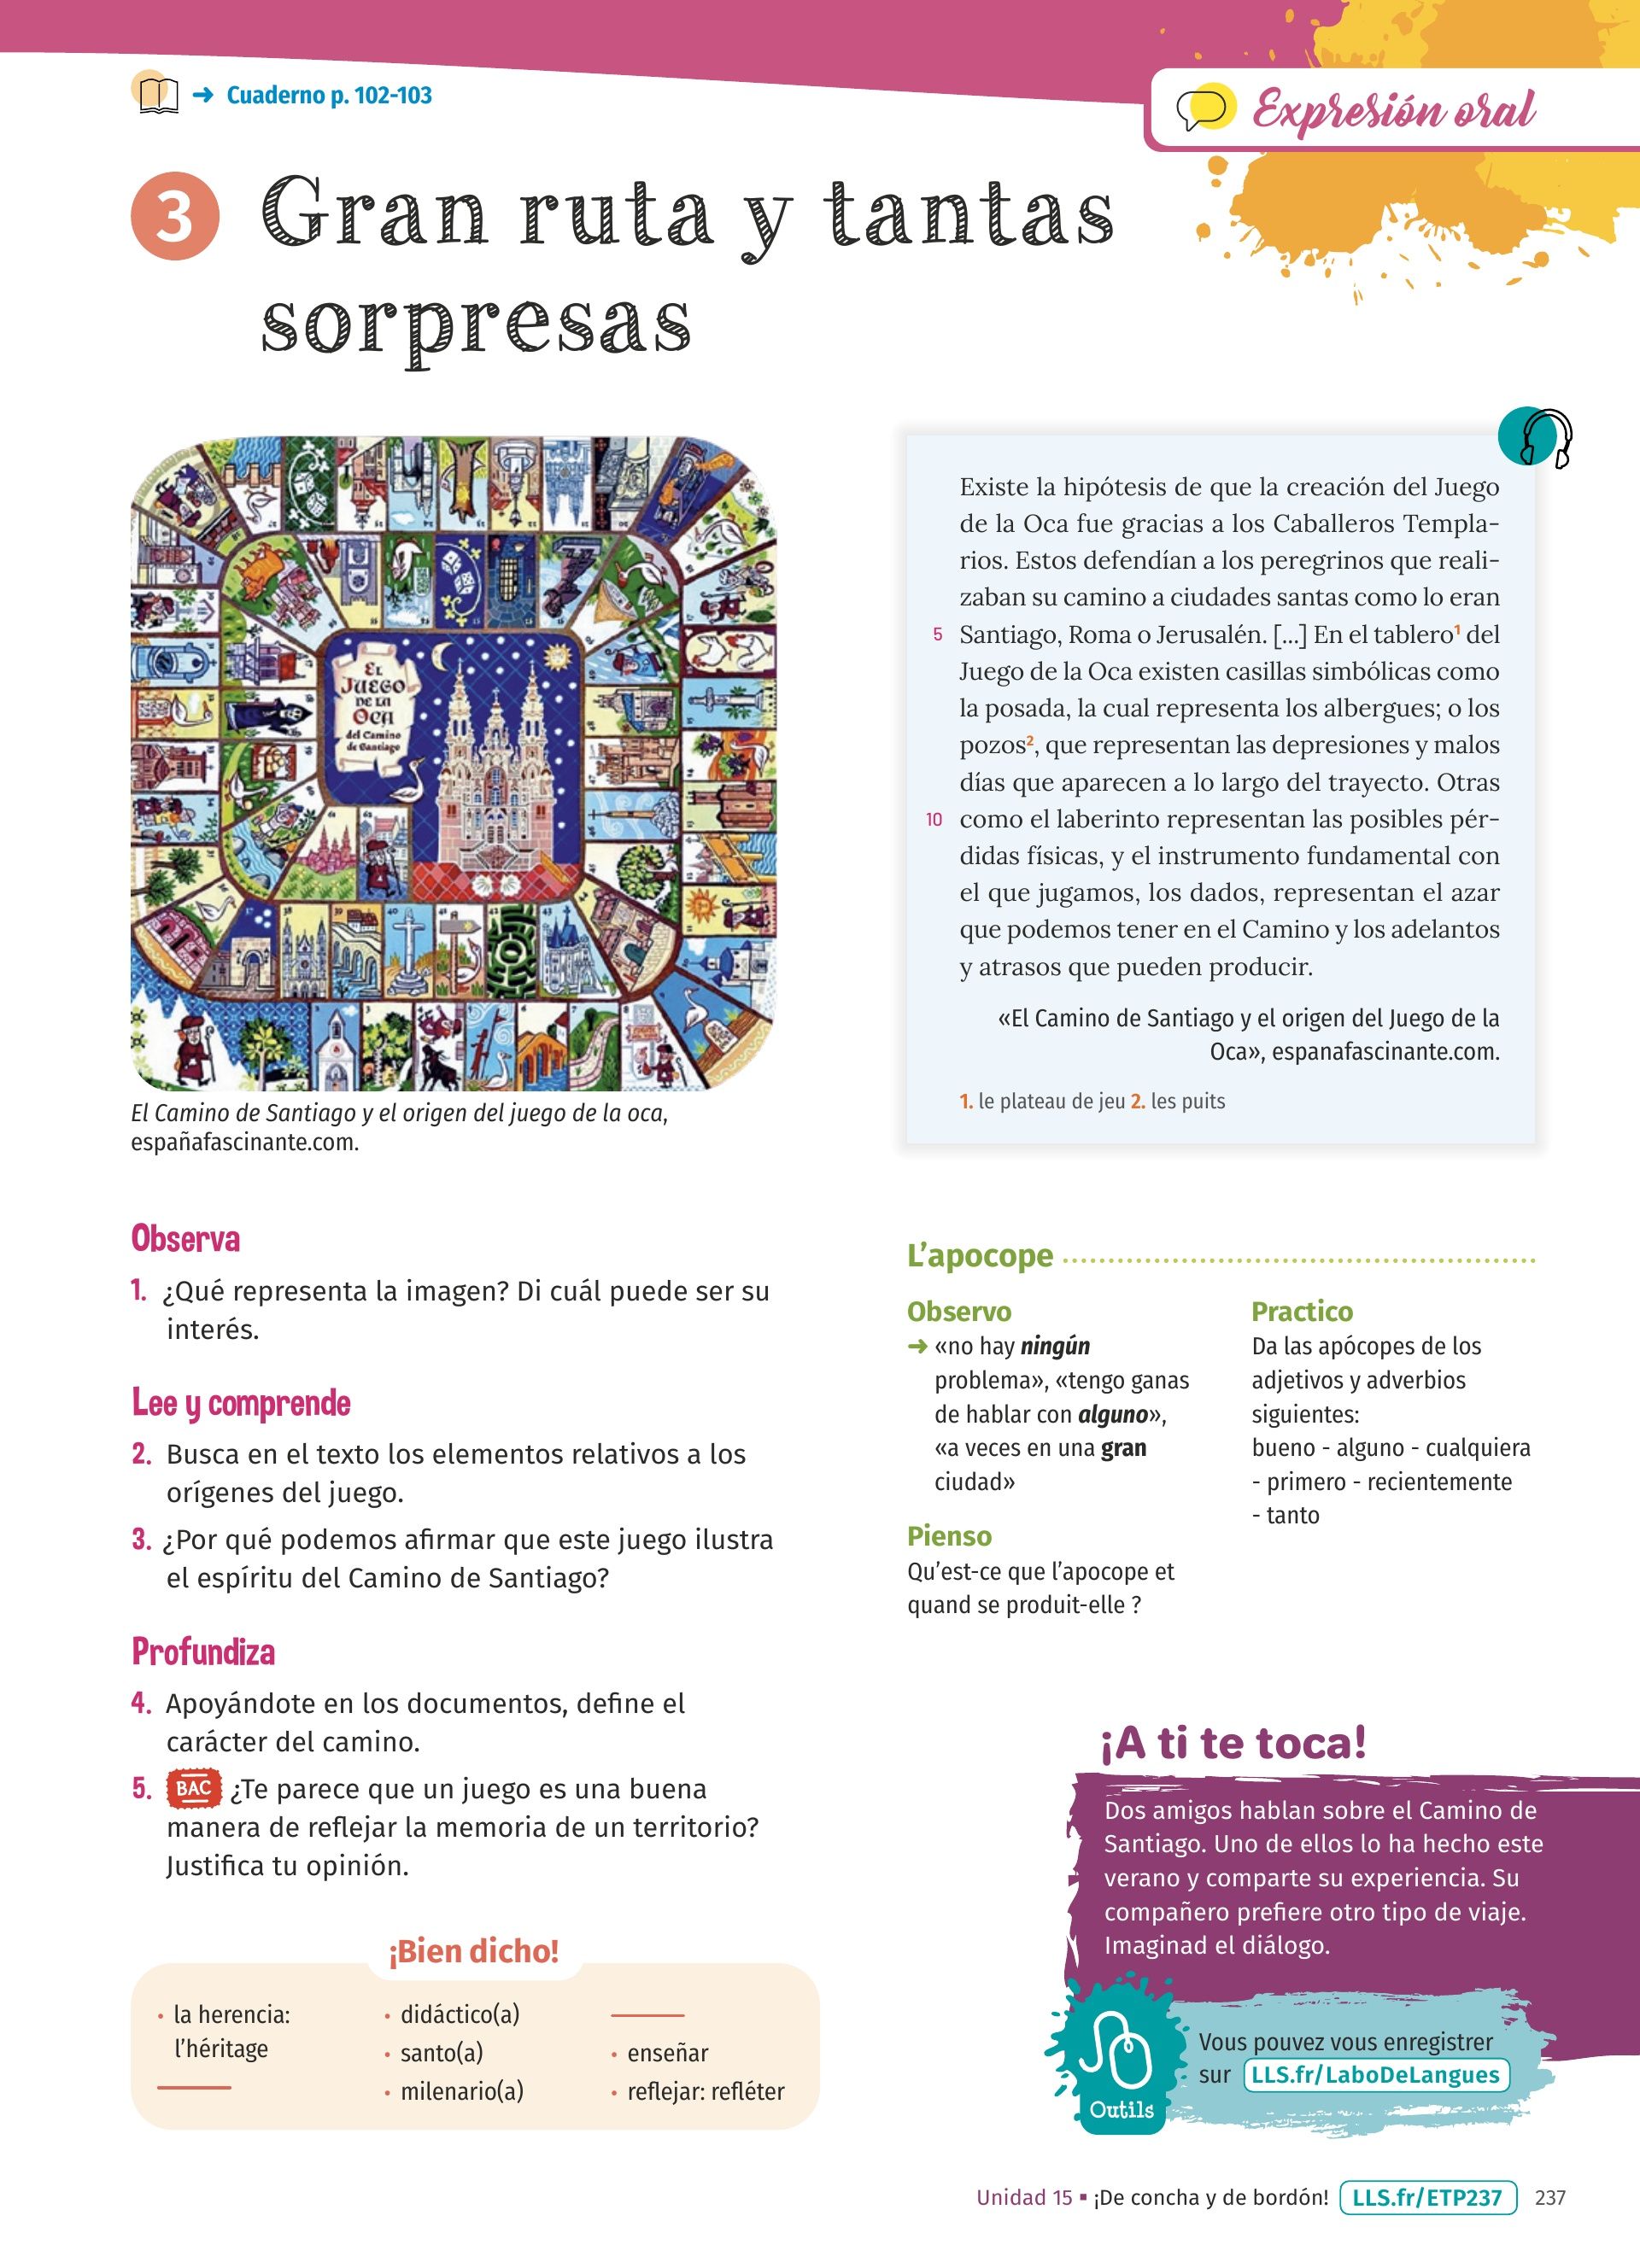 → Cuaderno p. 102-103
Expresión oral
3 Gran ruta y tantas
sorpresas
EL
JUEGO
DE LA
OCA
del Camino
de Santiago
37
38
39
40
41
42
43
El Camino de Santiago y el origen del juego de la oca,
españafascinante.com.
Existe la hipótesis de que la creación del Juego
de la Oca fue gracias a los Caballeros Templa-
rios. Estos defendían a los peregrinos que reali-
zaban su camino a ciudades santas como lo eran
5 Santiago, Roma o Jerusalén. [...] En el tablero¹ del
Juego de la Oca existen casillas simbólicas como
la posada, la cual representa los albergues; o los
pozos², que representan las depresiones y malos
días que aparecen a lo largo del trayecto. Otras
10 como el laberinto representan las posibles pér-
didas físicas, y el instrumento fundamental con
el que jugamos, los dados, representan el azar
que podemos tener en el Camino y los adelantos
y atrasos que pueden producir.
«El Camino de Santiago y el origen del Juego de la
Oca», espanafascinante.com.
1. le plateau de jeu 2. les puits
Observa
1. ¿Qué representa la imagen? Di cuál puede ser su
interés.
Lee y comprende
2. Busca en el texto los elementos relativos a los
orígenes del juego.
3. ¿Por qué podemos afirmar que este juego ilustra
el espíritu del Camino de Santiago?
Profundiza
4. Apoyándote en los documentos, define el
carácter del camino.
5. BAC ¿Te parece que un juego es una buena
manera de reflejar la memoria de un territorio?
Justifica tu opinión.
¡Bien dicho!
• la herencia:
l'héritage
• didáctico(a)
• santo(a)
• milenario(a)
• enseñar
• reflejar: refléter
L'apocope
Observo
→ «no hay ningún
problema», «tengo ganas
de hablar con alguno»,
«a veces en una gran
ciudad»
Pienso
Qu'est-ce que l'apocope et
quand se produit-elle ?
Practico
Da las apócopes de los
adjetivos y adverbios
siguientes:
bueno - alguno - cualquiera
- primero - recientemente
- tanto
¡A ti te toca!
Dos amigos hablan sobre el Camino de
Santiago. Uno de ellos lo ha hecho este
verano y comparte su experiencia. Su
compañero prefiere otro tipo de viaje.
Imaginad el diálogo.
Outils
Vous pouvez vous enregistrer
sur LLS.fr/LaboDeLangues
Unidad 15 ▪ ¡De concha y de bordón! LLS.fr/ETP237 237